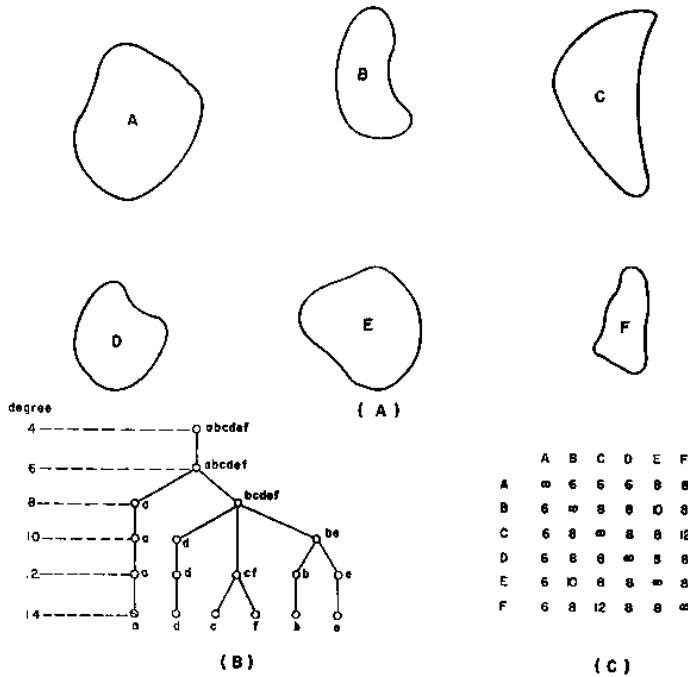 A
B
C
D
E
F
( A )
degree
4 abcdef
6 abcdef
8 a bcdef
10 a d be
12 a d cf b e
14
a d c f b e
( B )
A B C D E F
A ∞ 6 6 6 8 8
B 6 ∞ 8 8 10 8
C 6 8 ∞ 8 8 12
D 6 8 8 ∞ 8 8
E 6 10 8 8 ∞ 8
F 6 8 12 8 8 ∞
( C )